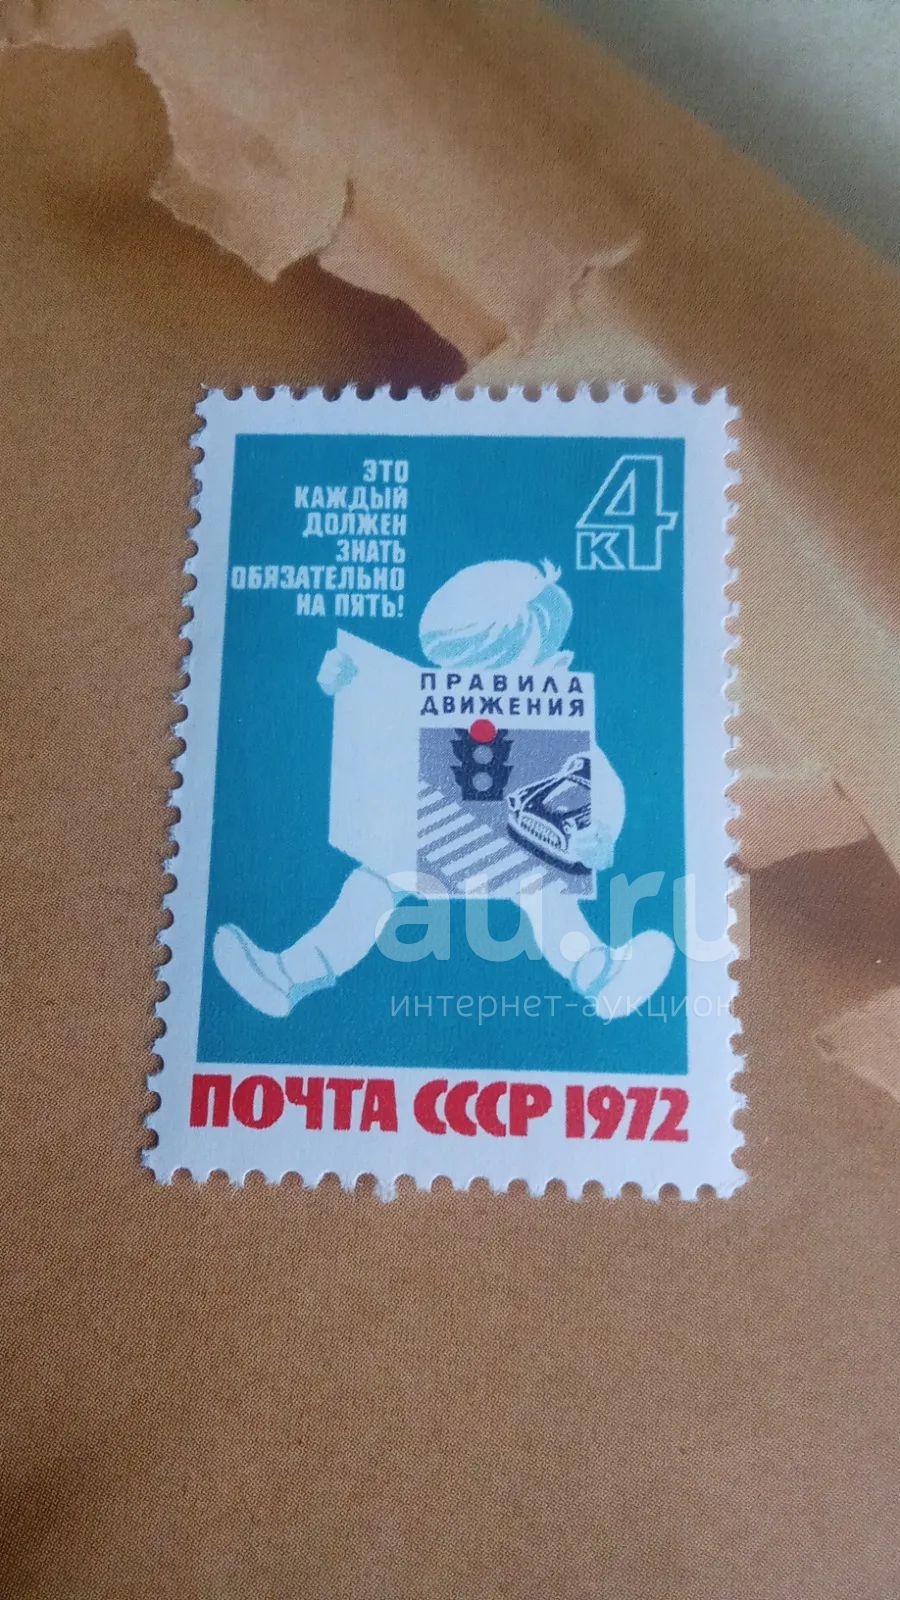 ЭТО
КАЖДЫЙ
ДОЛЖЕН
ЗНАТЬ
ОБЯЗАТЕЛЬНО
НА ПЯТЬ!
4
К
ПРАВИЛА
ДВИЖЕНИЯ
au.ru
интернет-аукцион
ПОЧТА СССР 1972